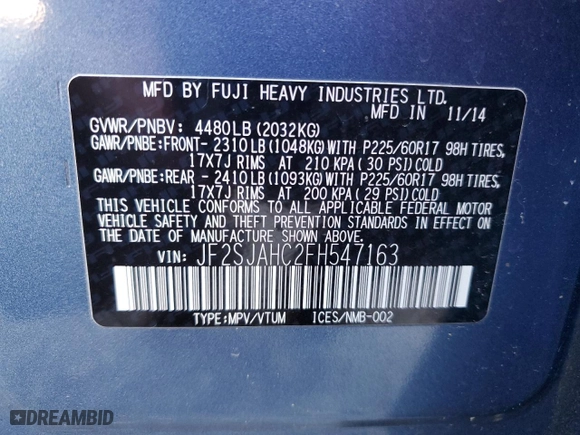 MFD BY FUJI HEAVY INDUSTRIES LTD.
MFD IN 11/14
GVWR/PNBV: 4480LB (2032KG)
GAWR/PNBE:FRONT- 2310LB (1048KG) WITH P225/60R17 98H TIRES,
17X7J RIMS AT 210 KPA ( 30 PSI) COLD
GAWR/PNBE:REAR - 2410LB (1093KG) WITH P225/60R17 98H TIRES,
17X7J RIMS AT 200 KPA ( 29 PSI) COLD
THIS VEHICLE CONFORMS TO ALL APPLICABLE FEDERAL MOTOR
VEHICLE SAFETY AND THEFT PREVENTION STANDARDS IN EFFECT ON
THE DATE OF MANUFACTURE SHOWN ABOVE.
VIN: JF2SJAHC2FH547163
TYPE:MPV/VTUM ICES/NMB-002
DREAMBID